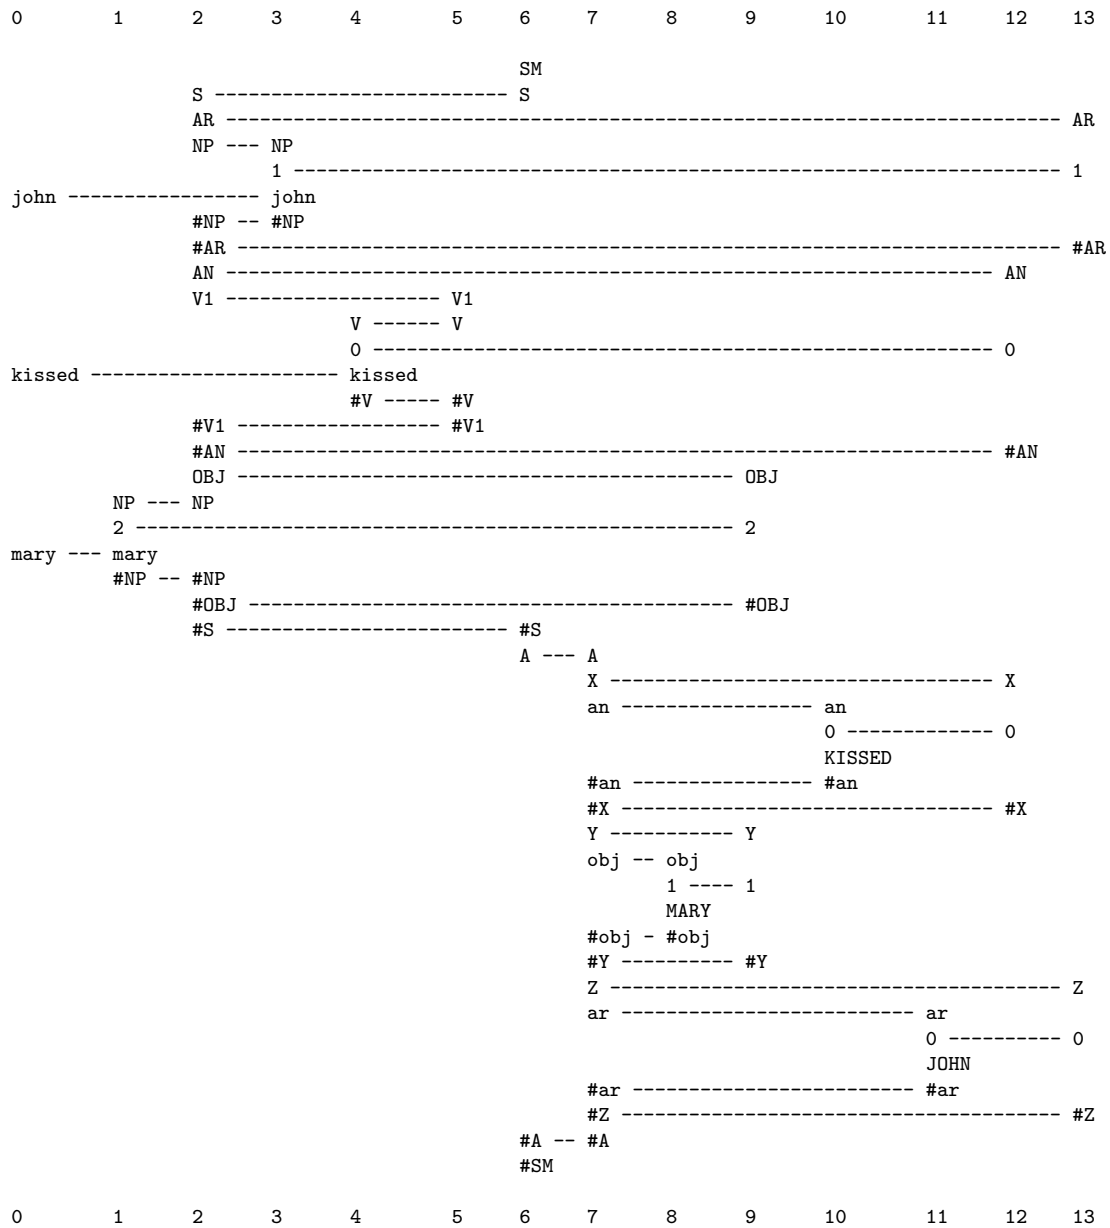 0 1 2 3 4 5 6 7 8 9 10 11 12 13
SM
S -------------------------- S
AR -------------------------------------------------------------------------- AR
NP --- NP
1 -------------------------------------------------------------------- 1
john ----------------- john
#NP -- #NP
#AR ------------------------------------------------------------------------- #AR
AN -------------------------------------------------------------------- AN
V1 ------------------- V1
V ------ V
0 ------------------------------------------------------- 0
kissed ---------------------- kissed
#V ----- #V
#V1 ------------------ #V1
#AN ------------------------------------------------------------------- #AN
OBJ -------------------------------------------- OBJ
NP --- NP
2 ----------------------------------------------------- 2
mary --- mary
#NP -- #NP
#OBJ ------------------------------------------- #OBJ
#S ------------------------- #S
A --- A
X ---------------------------------- X
an ----------------- an
0 ------------- 0
KISSED
#an ---------------- #an
#X --------------------------------- #X
Y ----------- Y
obj -- obj
1 ---- 1
MARY
#obj - #obj
#Y ---------- #Y
Z ---------------------------------------- Z
ar -------------------------- ar
0 ---------- 0
JOHN
#ar ------------------------- #ar
#Z --------------------------------------- #Z
#A -- #A
#SM
0 1 2 3 4 5 6 7 8 9 10 11 12 13